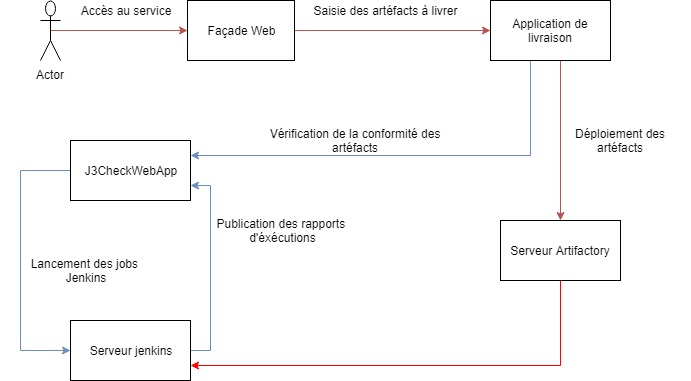 Accès au service
Saisie des artéfacts à livrer
Façade Web
Application de
livraison
Actor
Vérification de la conformité des
artéfacts
Déploiement des
artéfacts
J3CheckWebApp
Publication des rapports
d'éxécutions
Serveur Artifactory
Lancement des jobs
Jenkins
Serveur jenkins